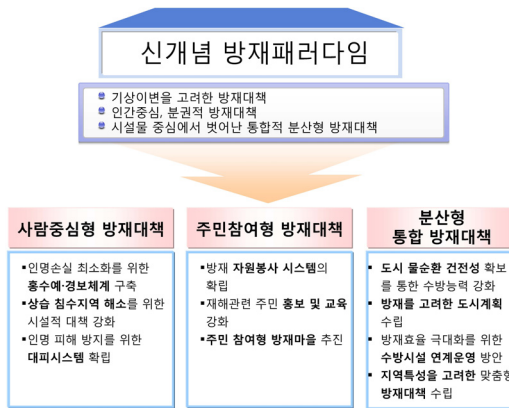 신개념 방재패러다임
기상이변을 고려한 방재대책
인간중심, 분권적 방재대책
시설물 중심에서 벗어난 통합적 분산형 방재대책
사람중심형 방재대책
▪인명손실 최소화를 위한
홍수예·경보체계 구축
▪상습 침수지역 해소를 위한
시설적 대책 강화
▪인명 피해 방지를 위한
대피시스템 확립
주민참여형 방재대책
▪방재 자원봉사 시스템의
확립
▪재해관련 주민 홍보 및 교육
강화
▪주민 참여형 방재마을 추진
분산형
통합 방재대책
▪ 도시 물순환 건전성 확보
를 통한 수방능력 강화
▪ 방재를 고려한 도시계획
수립
▪ 방재효율 극대화를 위한
수방시설 연계운영 방안
▪ 지역특성을 고려한 맞춤형
방재대책 수립